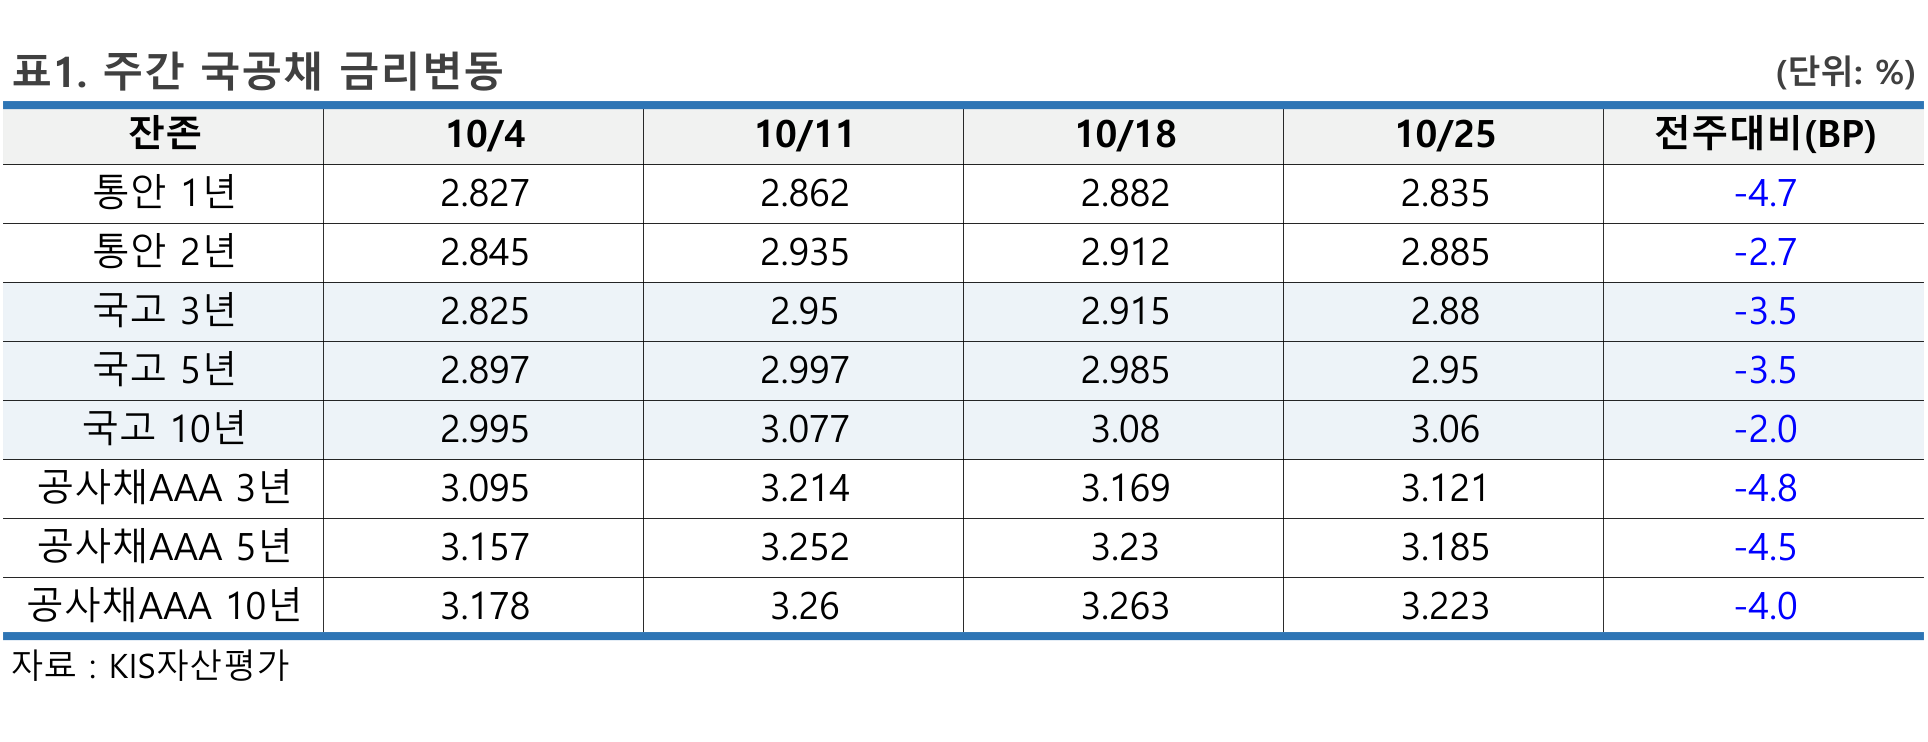 표1. 주간 국공채 금리변동 (단위: %)
잔존 10/4 10/11 10/18 10/25 전주대비(BP)
통안 1년 2.827 2.862 2.882 2.835 -4.7
통안 2년 2.845 2.935 2.912 2.885 -2.7
국고 3년 2.825 2.95 2.915 2.88 -3.5
국고 5년 2.897 2.997 2.985 2.95 -3.5
국고 10년 2.995 3.077 3.08 3.06 -2.0
공사채AAA 3년 3.095 3.214 3.169 3.121 -4.8
공사채AAA 5년 3.157 3.252 3.23 3.185 -4.5
공사채AAA 10년 3.178 3.26 3.263 3.223 -4.0
자료 : KIS자산평가